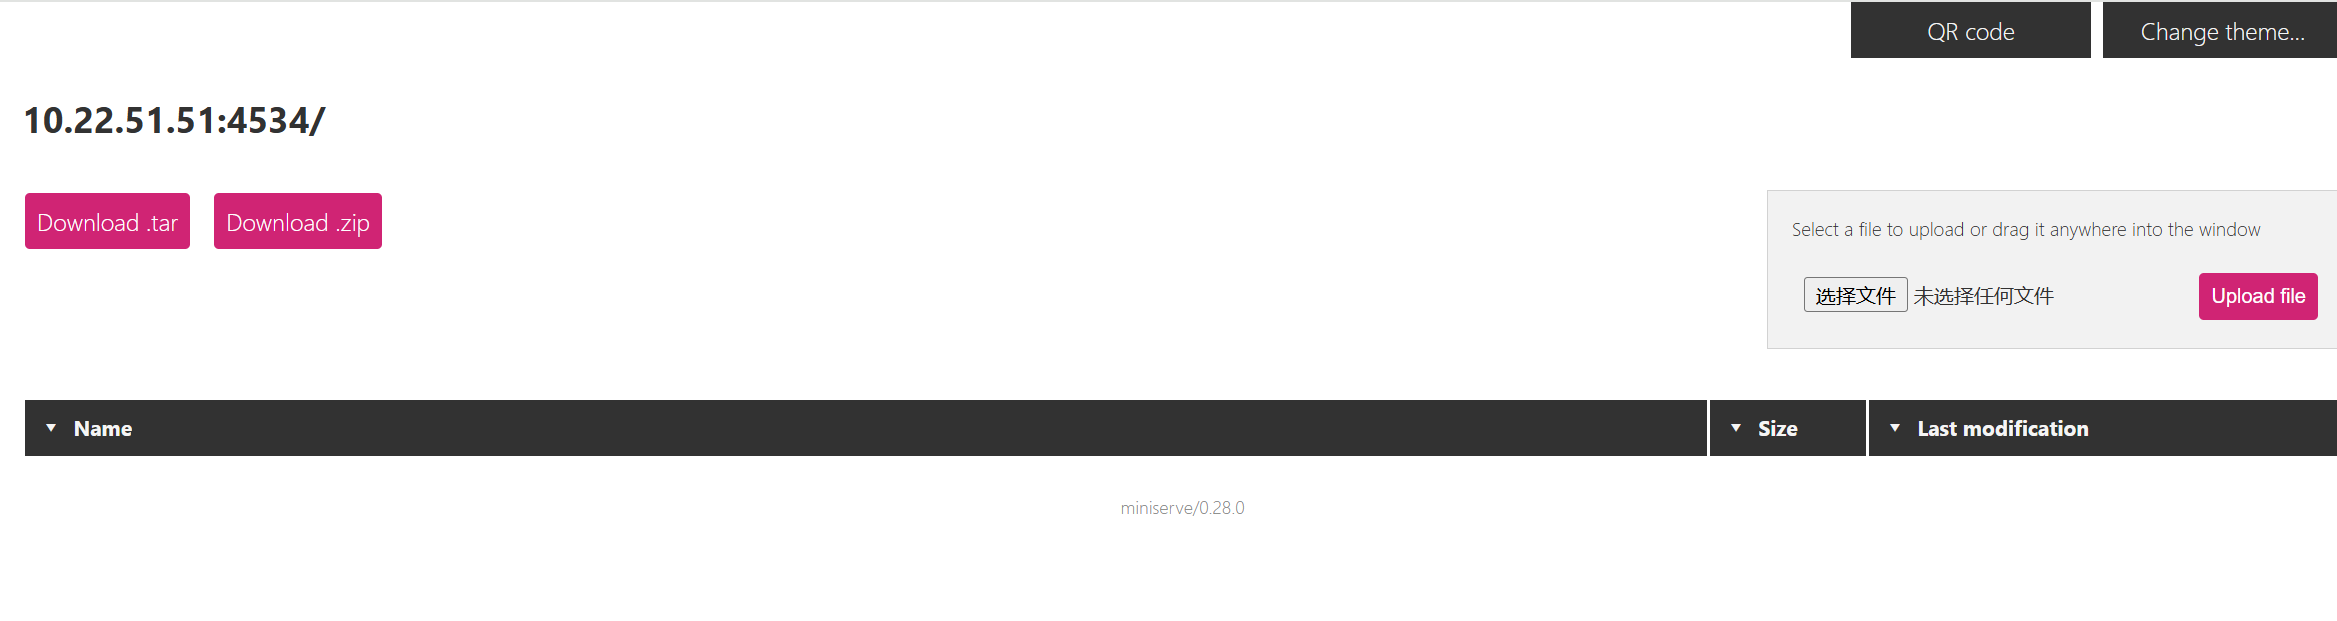 QR code
Change theme...
10.22.51.51:4534/
Download .tar
Download .zip
Select a file to upload or drag it anywhere into the window
选择文件 未选择任何文件
Upload file
Name
Size
Last modification
miniserve/0.28.0